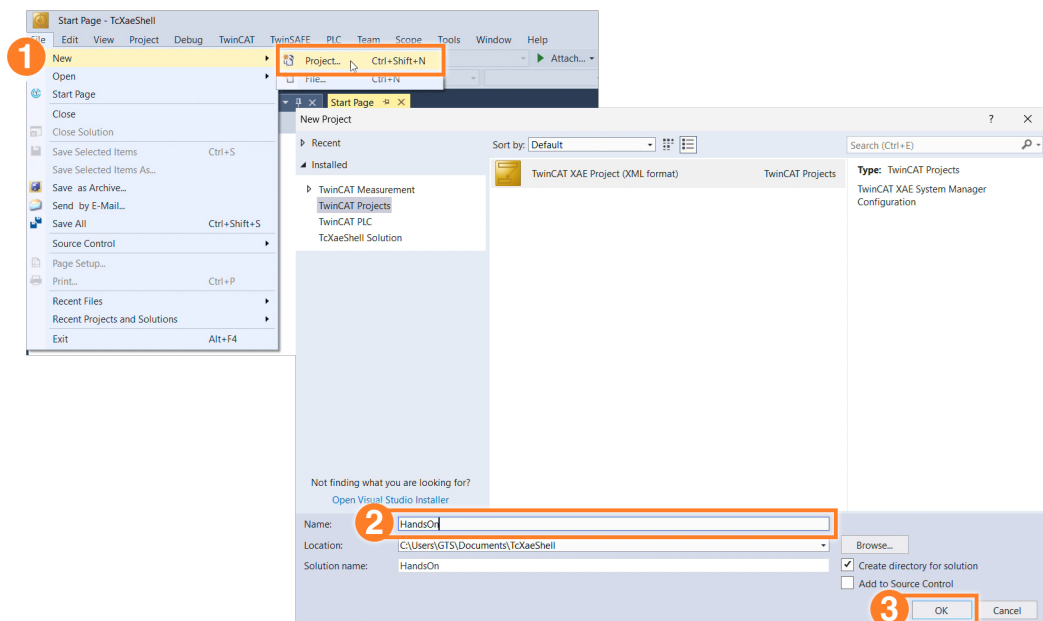 Start Page - TcXaeShell
File Edit View Project Debug TwinCAT TwinSAFE PLC Team Scope Tools Window Help
1
New
Project... Ctrl+Shift+N
Attach...
Open
File... Ctrl+N
Start Page
Start Page
Close
Close Solution
Save Selected Items Ctrl+S
Save Selected Items As...
Save as Archive...
Send by E-Mail...
Save All Ctrl+Shift+S
Source Control
Page Setup...
Print... Ctrl+P
Recent Files
Recent Projects and Solutions
Exit Alt+F4
New Project ? X
Recent
Installed
TwinCAT Measurement
TwinCAT Projects
TwinCAT PLC
TcXaeShell Solution
Sort by: Default
Search (Ctrl+E)
TwinCAT XAE Project (XML format) TwinCAT Projects
Type: TwinCAT Projects
TwinCAT XAE System Manager
Configuration
Not finding what you are looking for?
Open Visual Studio Installer
2
Name: HandsOn
Location: C:\Users\GTS\Documents\TcXaeShell Browse...
Solution name: HandsOn
Create directory for solution
Add to Source Control
3
OK Cancel